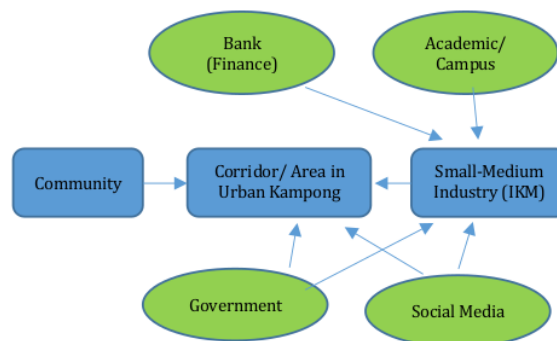 Bank
(Finance)
Academic/
Campus
Community
Corridor/ Area in
Urban Kampong
Small-Medium
Industry (IKM)
Government
Social Media